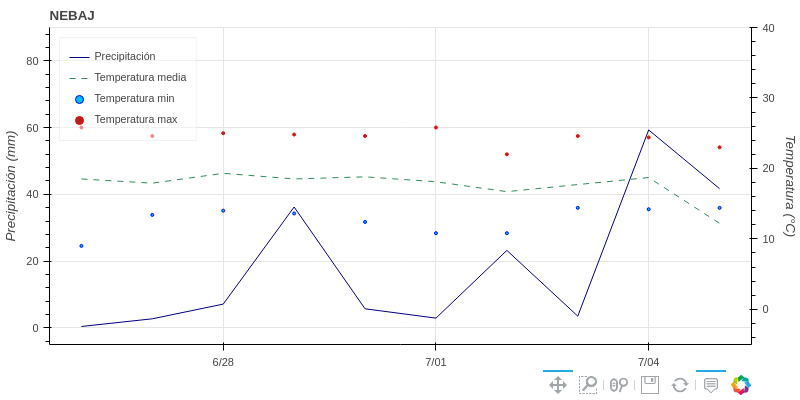 NEBAJ
Precipitación
Temperatura media
Temperatura min
Temperatura max
80
60
40
20
0
Precipitación (mm)
40
30
20
10
0
Temperatura (°C)
6/28
7/01
7/04